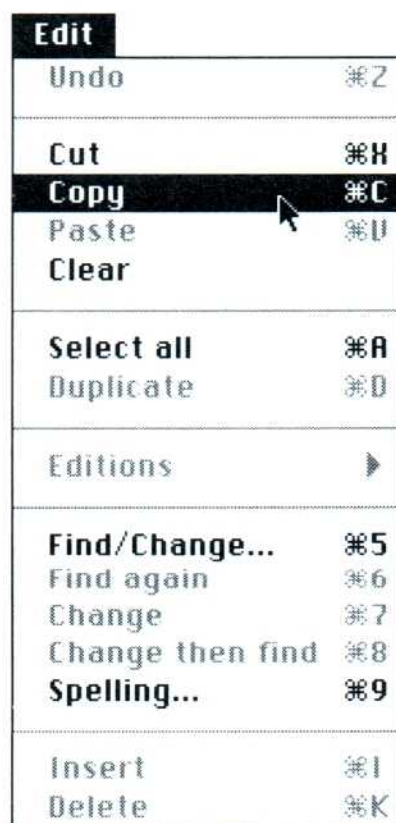 Edit
Undo ⌘Z
Cut ⌘X
Copy ⌘C
Paste ⌘V
Clear
Select all ⌘A
Duplicate ⌘D
Editions ▶
Find/Change... ⌘5
Find again ⌘6
Change ⌘7
Change then find ⌘8
Spelling... ⌘9
Insert ⌘I
Delete ⌘K